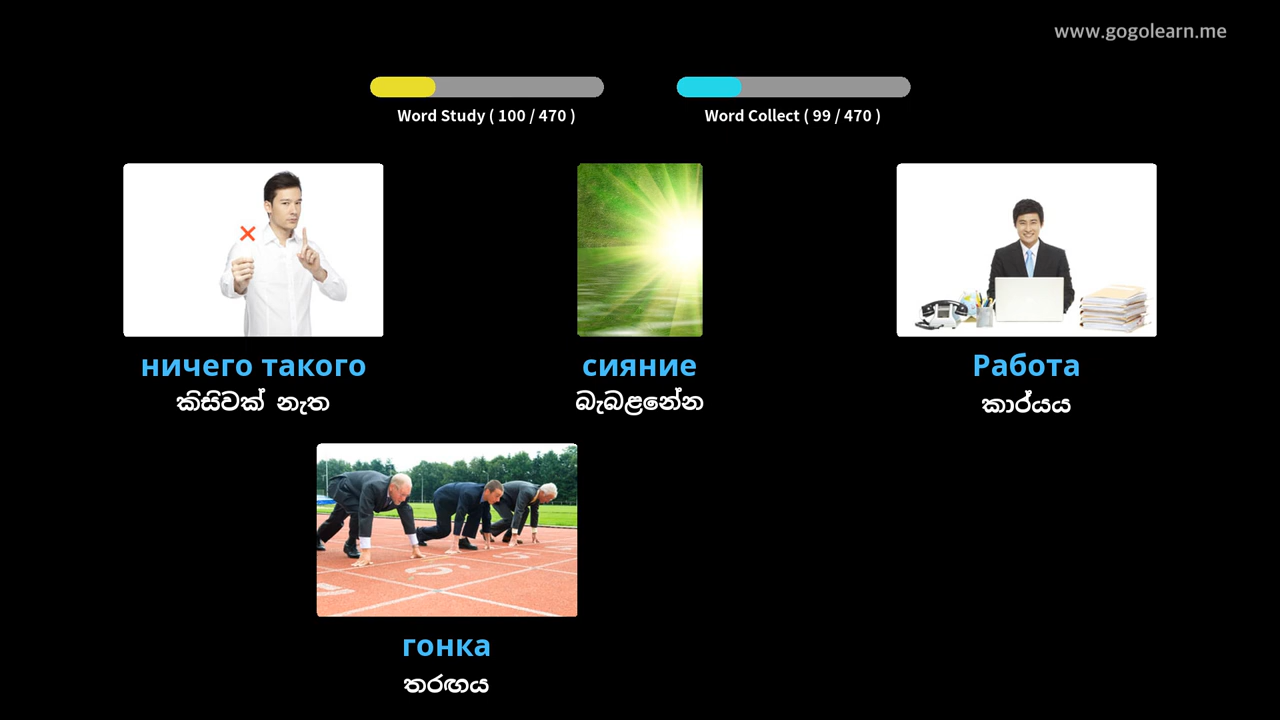 www.gogolearn.me
Word Study ( 100 / 470 )
Word Collect ( 99 / 470 )
ничего такого
කිසිවක් නැත
сияние
බැබළනේන
Работа
කාර්යය
гонка
තරඟය